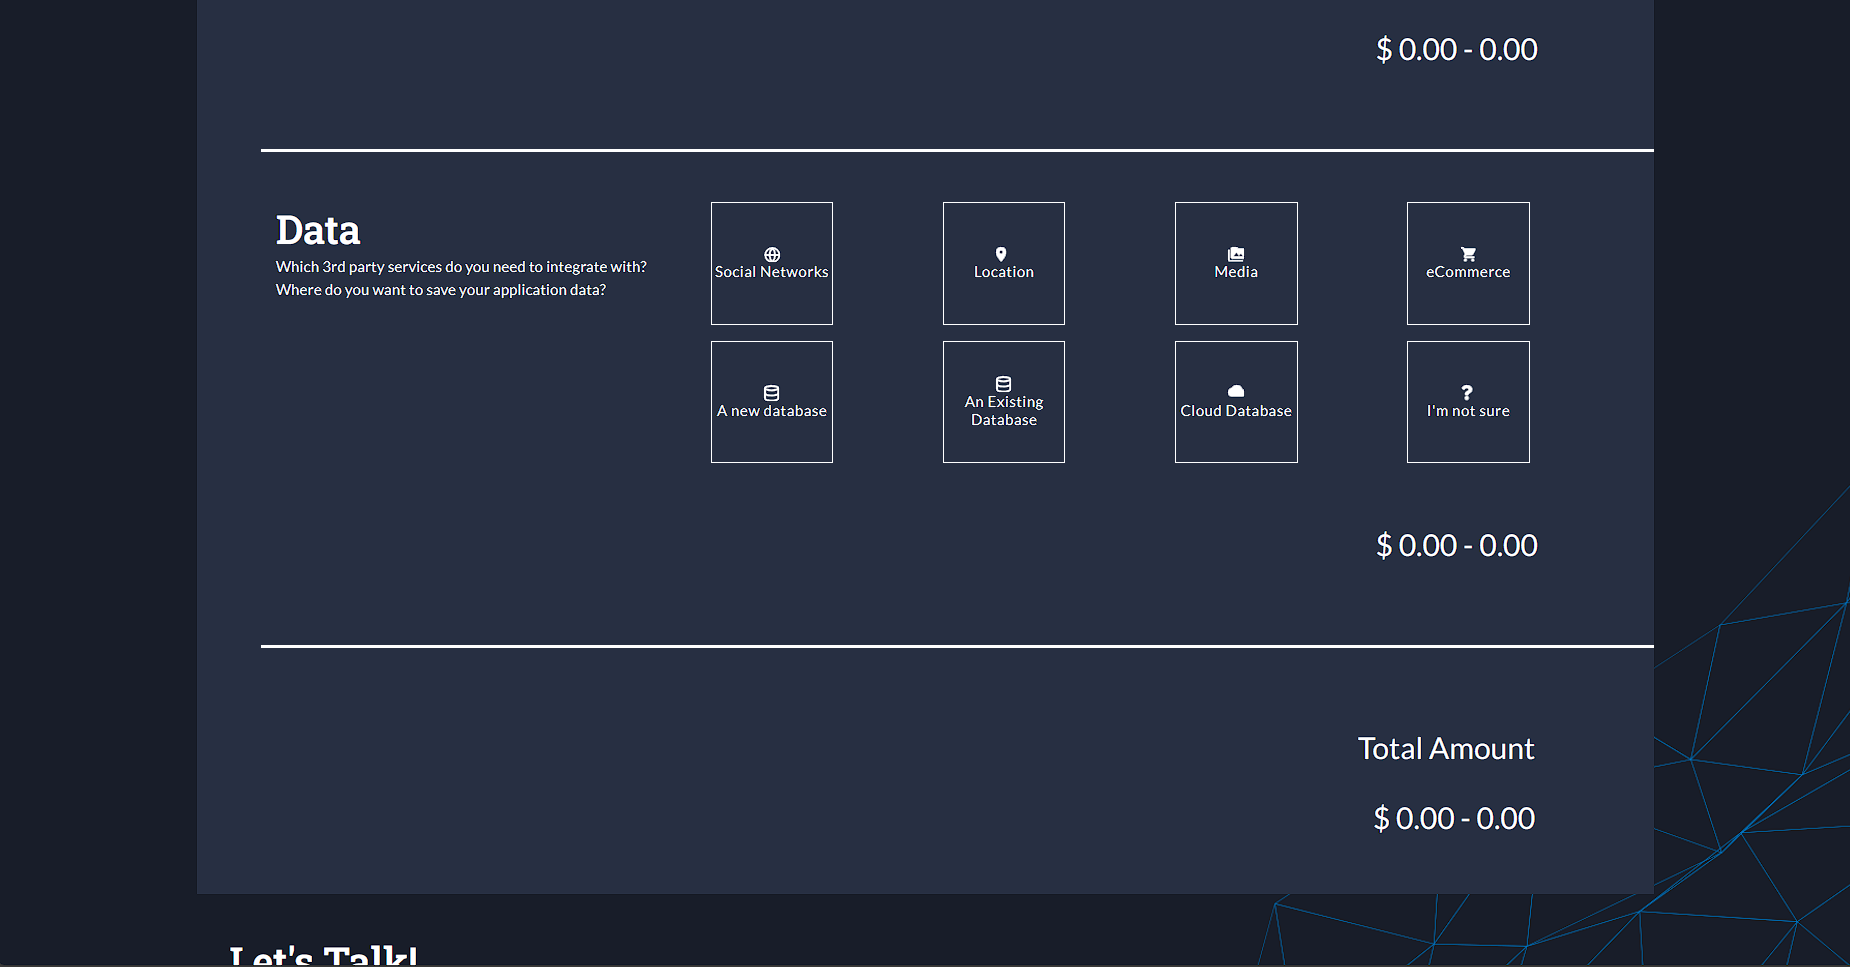 $ 0.00 - 0.00
Data
Which 3rd party services do you need to integrate with?
Where do you want to save your application data?
Social Networks
Location
Media
eCommerce
A new database
An Existing
Database
Cloud Database
I'm not sure
$ 0.00 - 0.00
Total Amount
$ 0.00 - 0.00
Let's Talk!